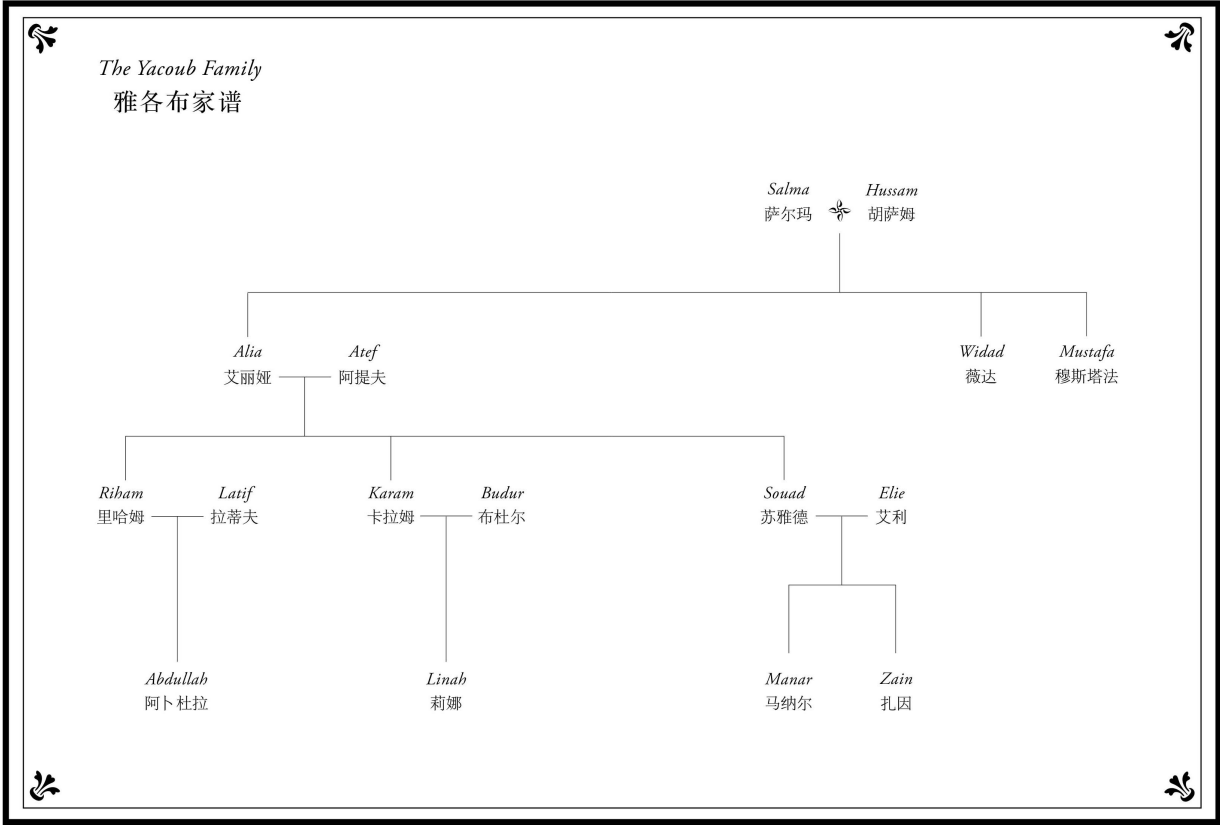 The Yacoub Family
雅各布家谱
Salma Hussam
萨尔玛 胡萨姆
Alia Atef Widad Mustafa
艾丽娅 阿提夫 薇达 穆斯塔法
Riham Latif Karam Budur Souad Elie
里哈姆 拉蒂夫 卡拉姆 布杜尔 苏雅德 艾利
Abdullah Linah Manar Zain
阿卜杜拉 莉娜 马纳尔 扎因